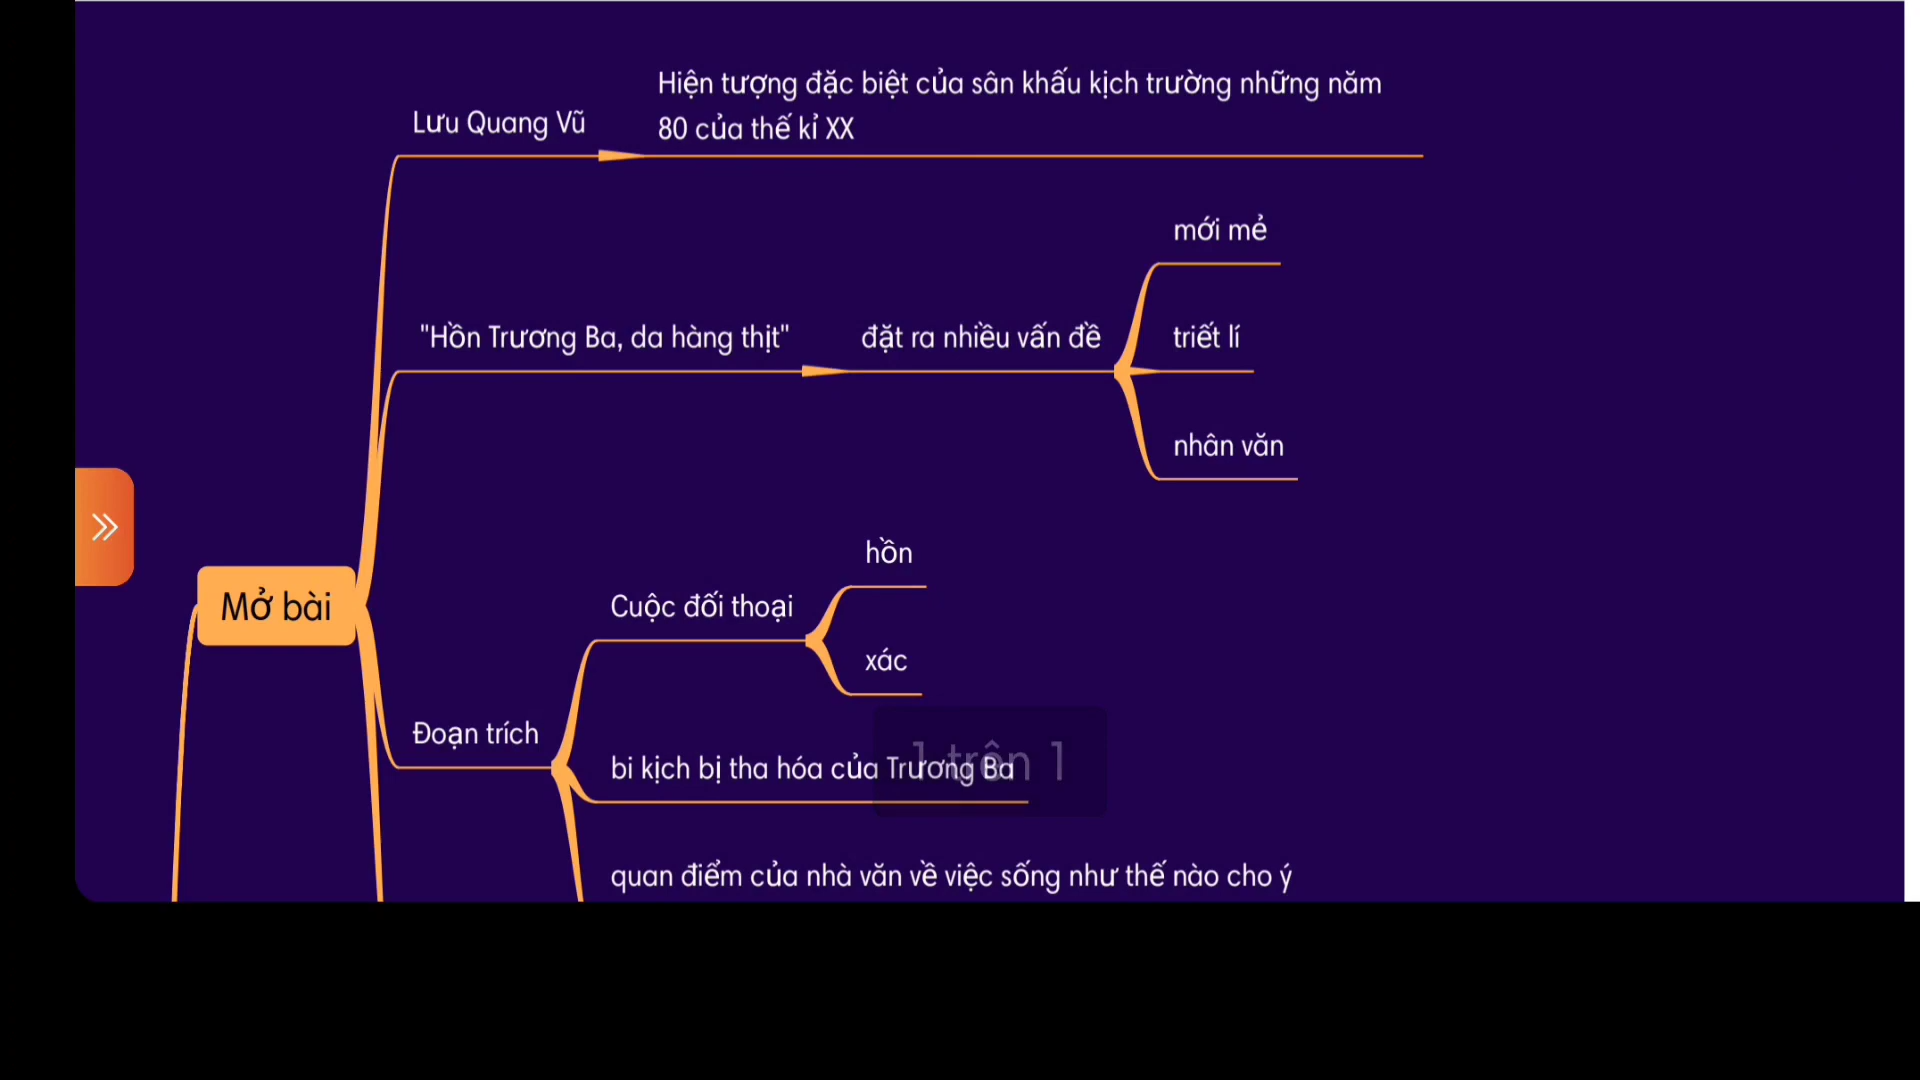 Hiện tượng đặc biệt của sân khấu kịch trường những năm
80 của thế kỉ XX
Lưu Quang Vũ
mới mẻ
"Hồn Trương Ba, da hàng thịt"
đặt ra nhiều vấn đề
triết lí
nhân văn
hồn
Cuộc đối thoại
xác
Mở bài
Đoạn trích
bi kịch bị tha hóa của Trương Ba
1 trên 1
quan điểm của nhà văn về việc sống như thế nào cho ý